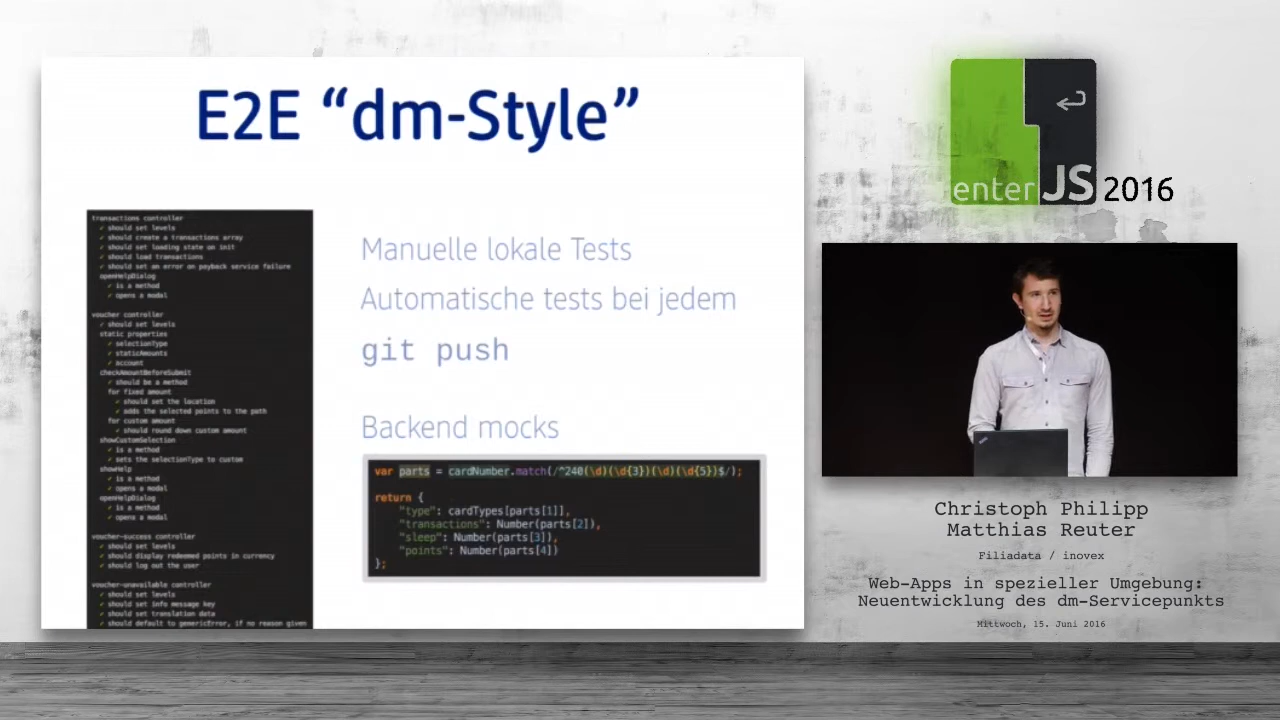 E2E “dm-Style”
transactions controller
✓ should set levels
✓ should create a transactions array
✓ should set loading state on init
✓ should load transactions
✓ should set an error on payback service failure
openHelpDialog
✓ is a method
✓ opens a modal
voucher controller
✓ should set levels
static properties
✓ selectionType
✓ staticAmounts
✓ account
checkAmountBeforeSubmit
✓ should be a method
for fixed amount
✓ should set the location
✓ adds the selected points to the path
for custom amount
✓ should round down custom amount
showCustomSelection
✓ is a method
✓ sets the selectionType to custom
showHelp
✓ is a method
✓ opens a modal
openHelpDialog
✓ is a method
✓ opens a modal
voucher-success controller
✓ should set levels
✓ should display redeemed points in currency
✓ should log out the user
voucher-unavailable controller
✓ should set levels
✓ should set info message key
✓ should set translation data
✓ should default to genericError, if no reason given
Manuelle lokale Tests
Automatische tests bei jedem
git push
Backend mocks
var parts = cardNumber.match(/^240(\d)(\d{3})(\d)(\d{5})$/);
return {
"type": cardTypes[parts[1]],
"transactions": Number(parts[2]),
"sleep": Number(parts[3]),
"points": Number(parts[4])
};
enterJS 2016
Christoph Philipp
Matthias Reuter
Filiadata / inovex
Web-Apps in spezieller Umgebung:
Neuentwicklung des dm-Servicepunkts
Mittwoch, 15. Juni 2016